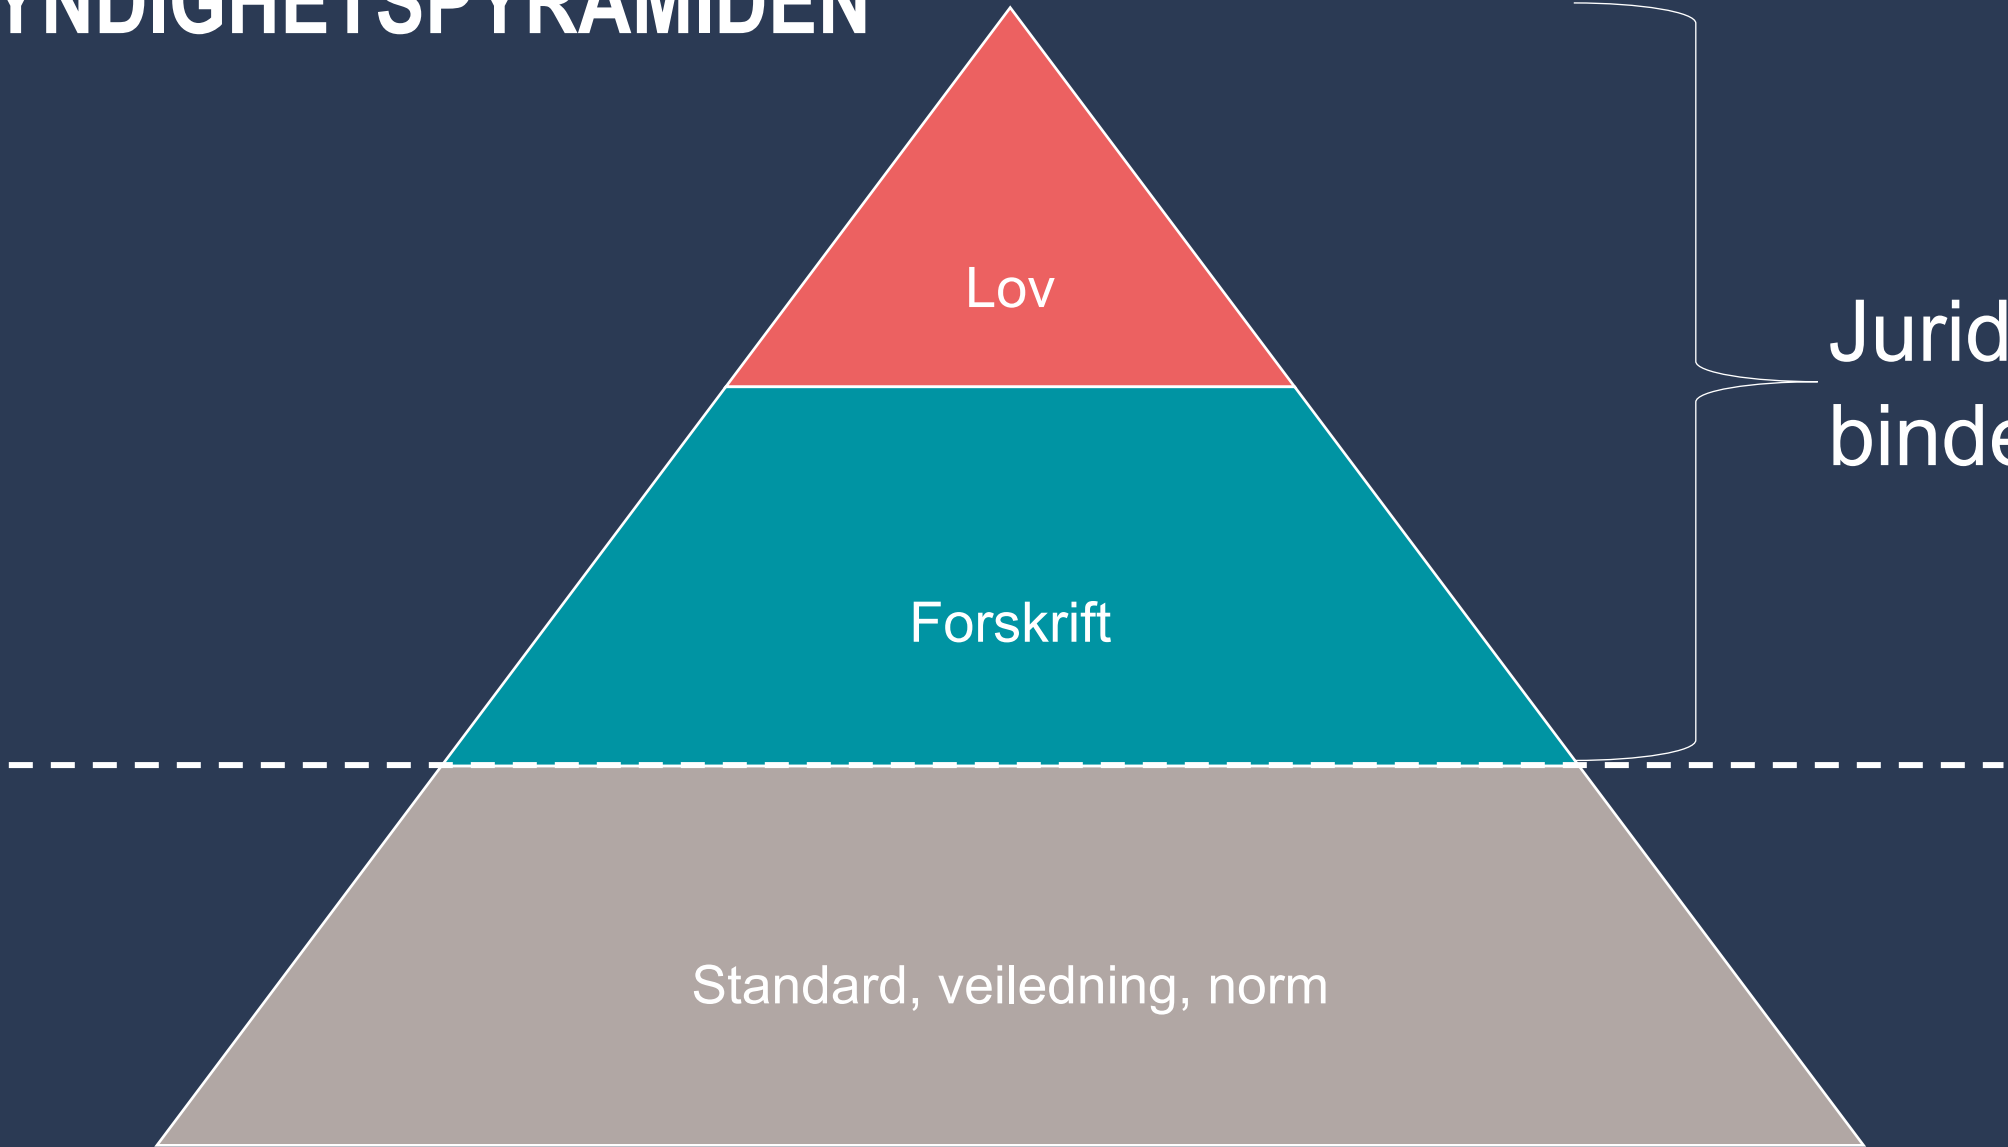 YNDIGHETSPYRAMIDEN
Lov
Jurid
binde
Forskrift
Standard, veiledning, norm